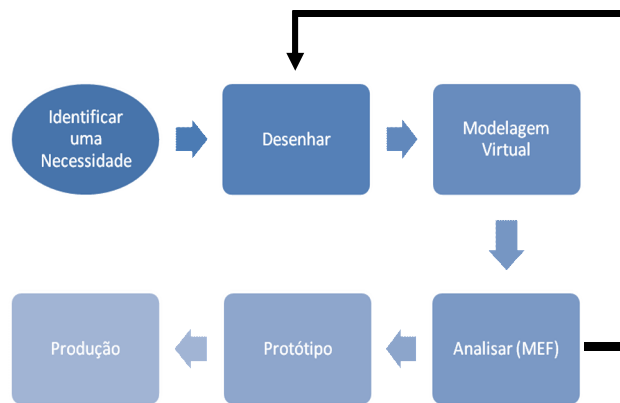 Identificar
uma
Necessidade
Desenhar
Modelagem
Virtual
Analisar (MEF)
Protótipo
Produção